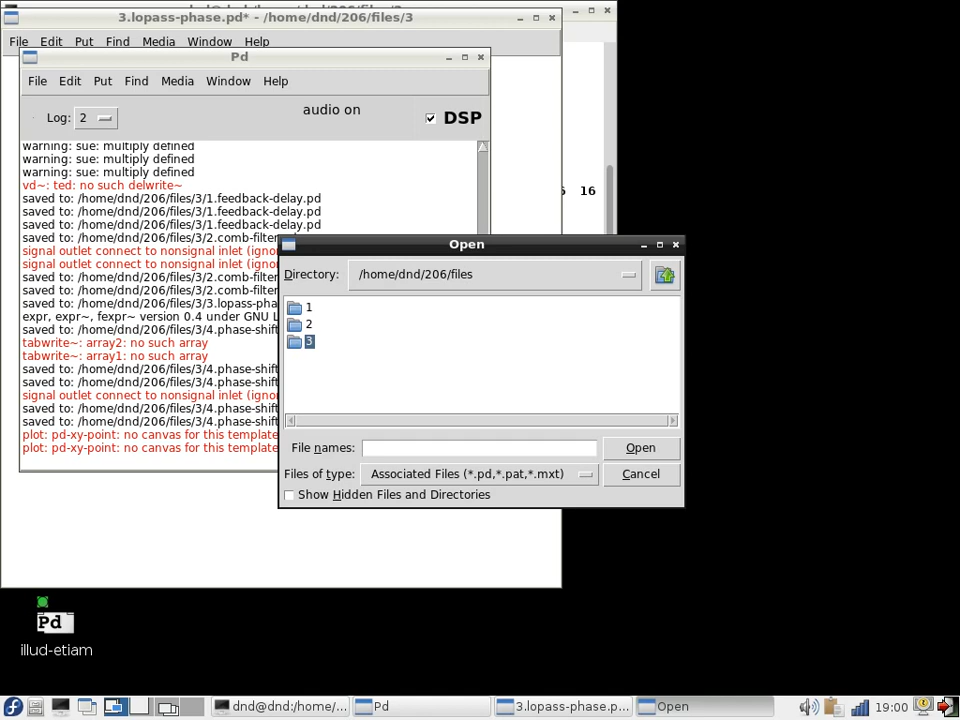 3.lopass-phase.pd* - /home/dnd/206/files/3
File Edit Put Find Media Window Help
Pd
File Edit Put Find Media Window Help
Log: 2
audio on
DSP
warning: sue: multiply defined
warning: sue: multiply defined
warning: sue: multiply defined
vd~: ted: no such delwrite~
saved to: /home/dnd/206/files/3/1.feedback-delay.pd
saved to: /home/dnd/206/files/3/1.feedback-delay.pd
saved to: /home/dnd/206/files/3/1.feedback-delay.pd
saved to: /home/dnd/206/files/3/2.comb-filter
signal outlet connect to nonsignal inlet (igno
signal outlet connect to nonsignal inlet (igno
saved to: /home/dnd/206/files/3/2.comb-filter
saved to: /home/dnd/206/files/3/2.comb-filter
saved to: /home/dnd/206/files/3/3.lopass-pha
expr, expr~, fexpr~ version 0.4 under GNU L
saved to: /home/dnd/206/files/3/4.phase-shift
tabwrite~: array2: no such array
tabwrite~: array1: no such array
saved to: /home/dnd/206/files/3/4.phase-shift
saved to: /home/dnd/206/files/3/4.phase-shift
signal outlet connect to nonsignal inlet (igno
saved to: /home/dnd/206/files/3/4.phase-shift
saved to: /home/dnd/206/files/3/4.phase-shift
plot: pd-xy-point: no canvas for this template
plot: pd-xy-point: no canvas for this template
16
Open
Directory: /home/dnd/206/files
1
2
3
File names:
Open
Files of type: Associated Files (*.pd,*.pat,*.mxt)
Cancel
Show Hidden Files and Directories
Pd
illud-etiam
dnd@dnd:/home/...
Pd
3.lopass-phase.p...
Open
19:00